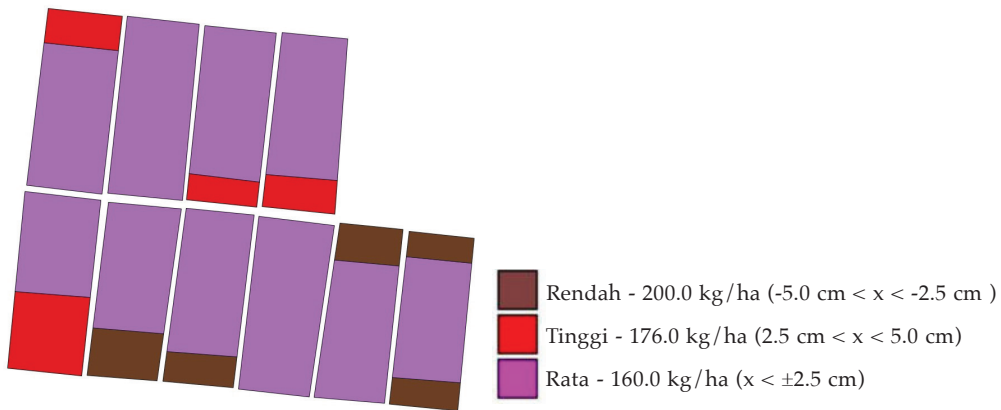 Rendah - 200.0 kg/ha (-5.0 cm < x < -2.5 cm )
Tinggi - 176.0 kg/ha (2.5 cm < x < 5.0 cm)
Rata - 160.0 kg/ha (x < ±2.5 cm)